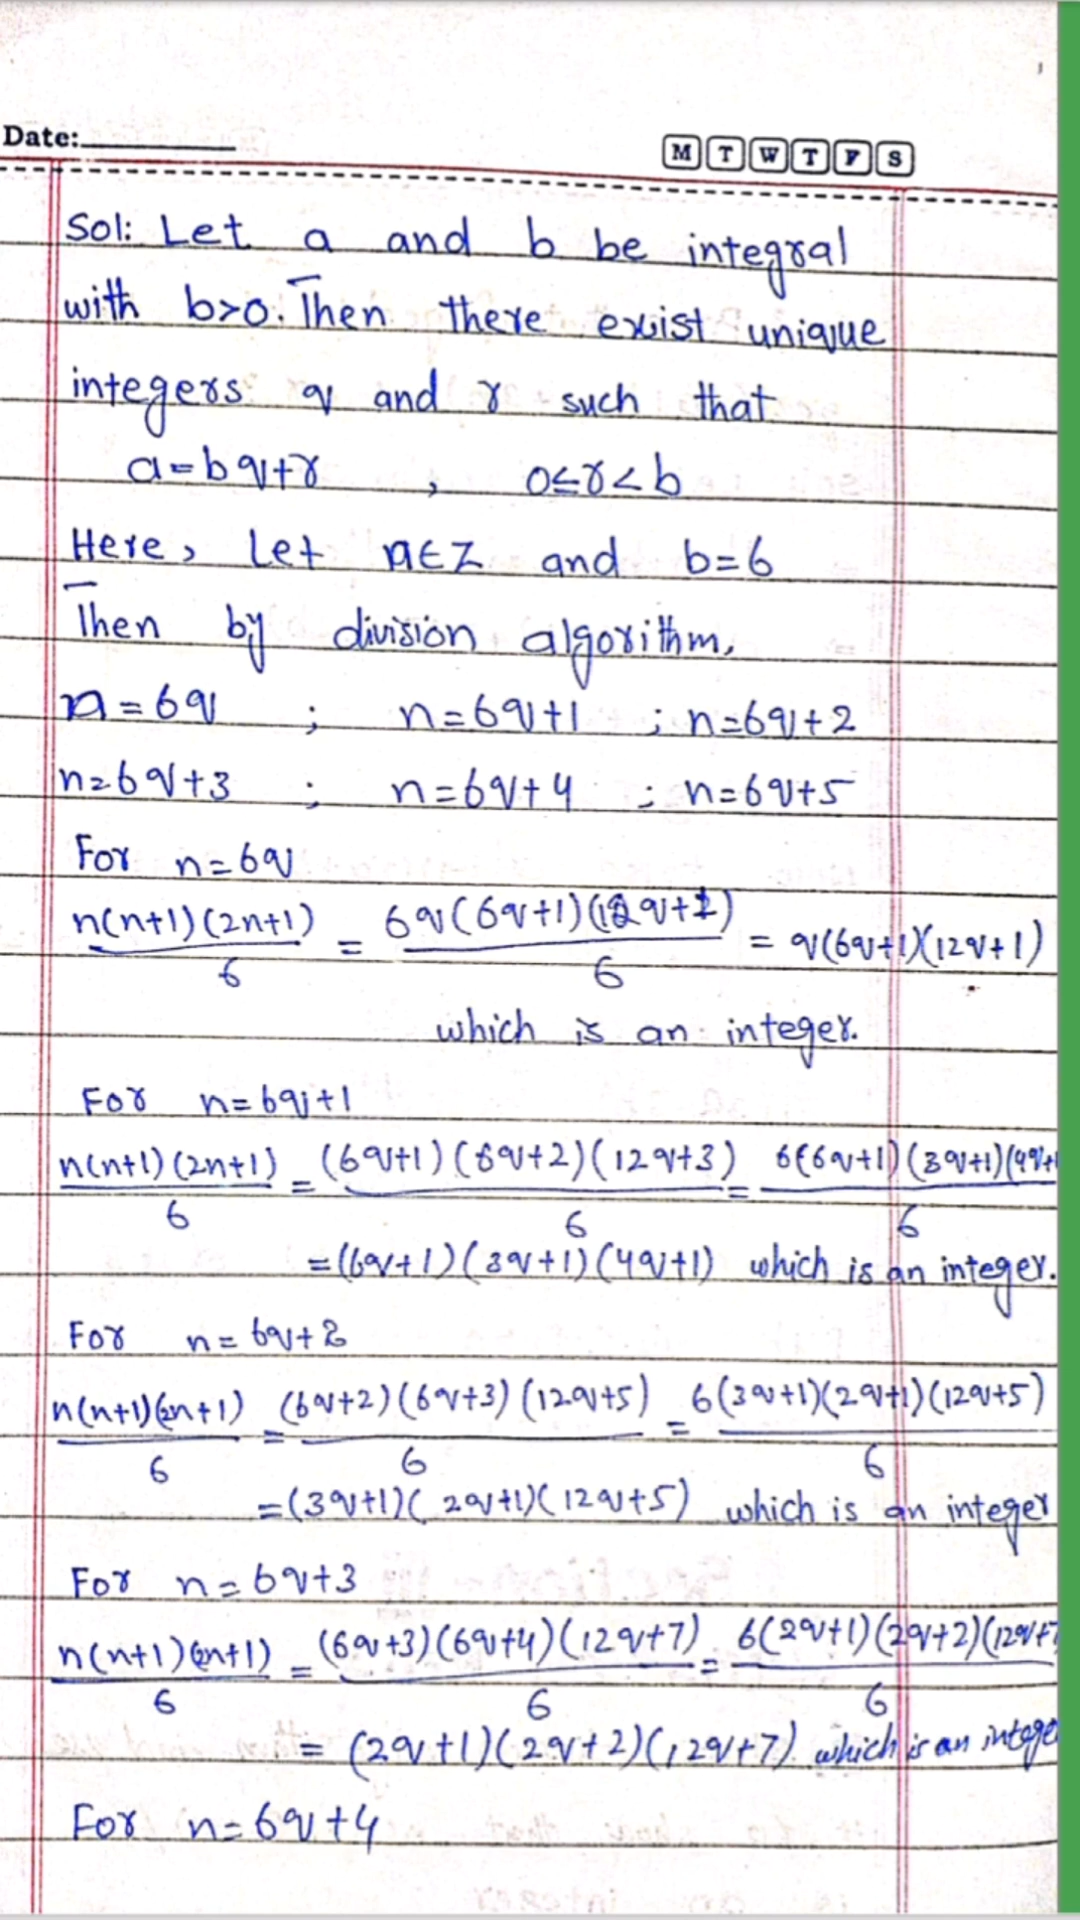 Date:
M T W T F S
Sol: Let a and b be integral
with b>0. Then there exist unique
integers q and r such that
a=bq+r , 0≤r<b
Here, Let n∈Z and b=6
Then by division algorithm,
n=6q ; n=6q+1 ; n=6q+2
n=6q+3 ; n=6q+4 ; n=6q+5
For n=6q
n(n+1)(2n+1)/6 = 6q(6q+1)(12q+1)/6 = q(6q+1)(12q+1)
which is an integer.
For n=6q+1
n(n+1)(2n+1)/6 = (6q+1)(6q+2)(12q+3)/6 = 6(6q+1)(3q+1)(4q+1/6
=(6q+1)(3q+1)(4q+1) which is an integer.
For n=6q+2
n(n+1)(2n+1)/6 = (6q+2)(6q+3)(12q+5)/6 = 6(3q+1)(2q+1)(12q+5)/6
=(3q+1)(2q+1)(12q+5) which is an integer
For n=6q+3
n(n+1)(2n+1)/6 = (6q+3)(6q+4)(12q+7)/6 = 6(2q+1)(2q+2)(12q+7/6
= (2q+1)(2q+2)(12q+7) which is an intege
For n=6q+4